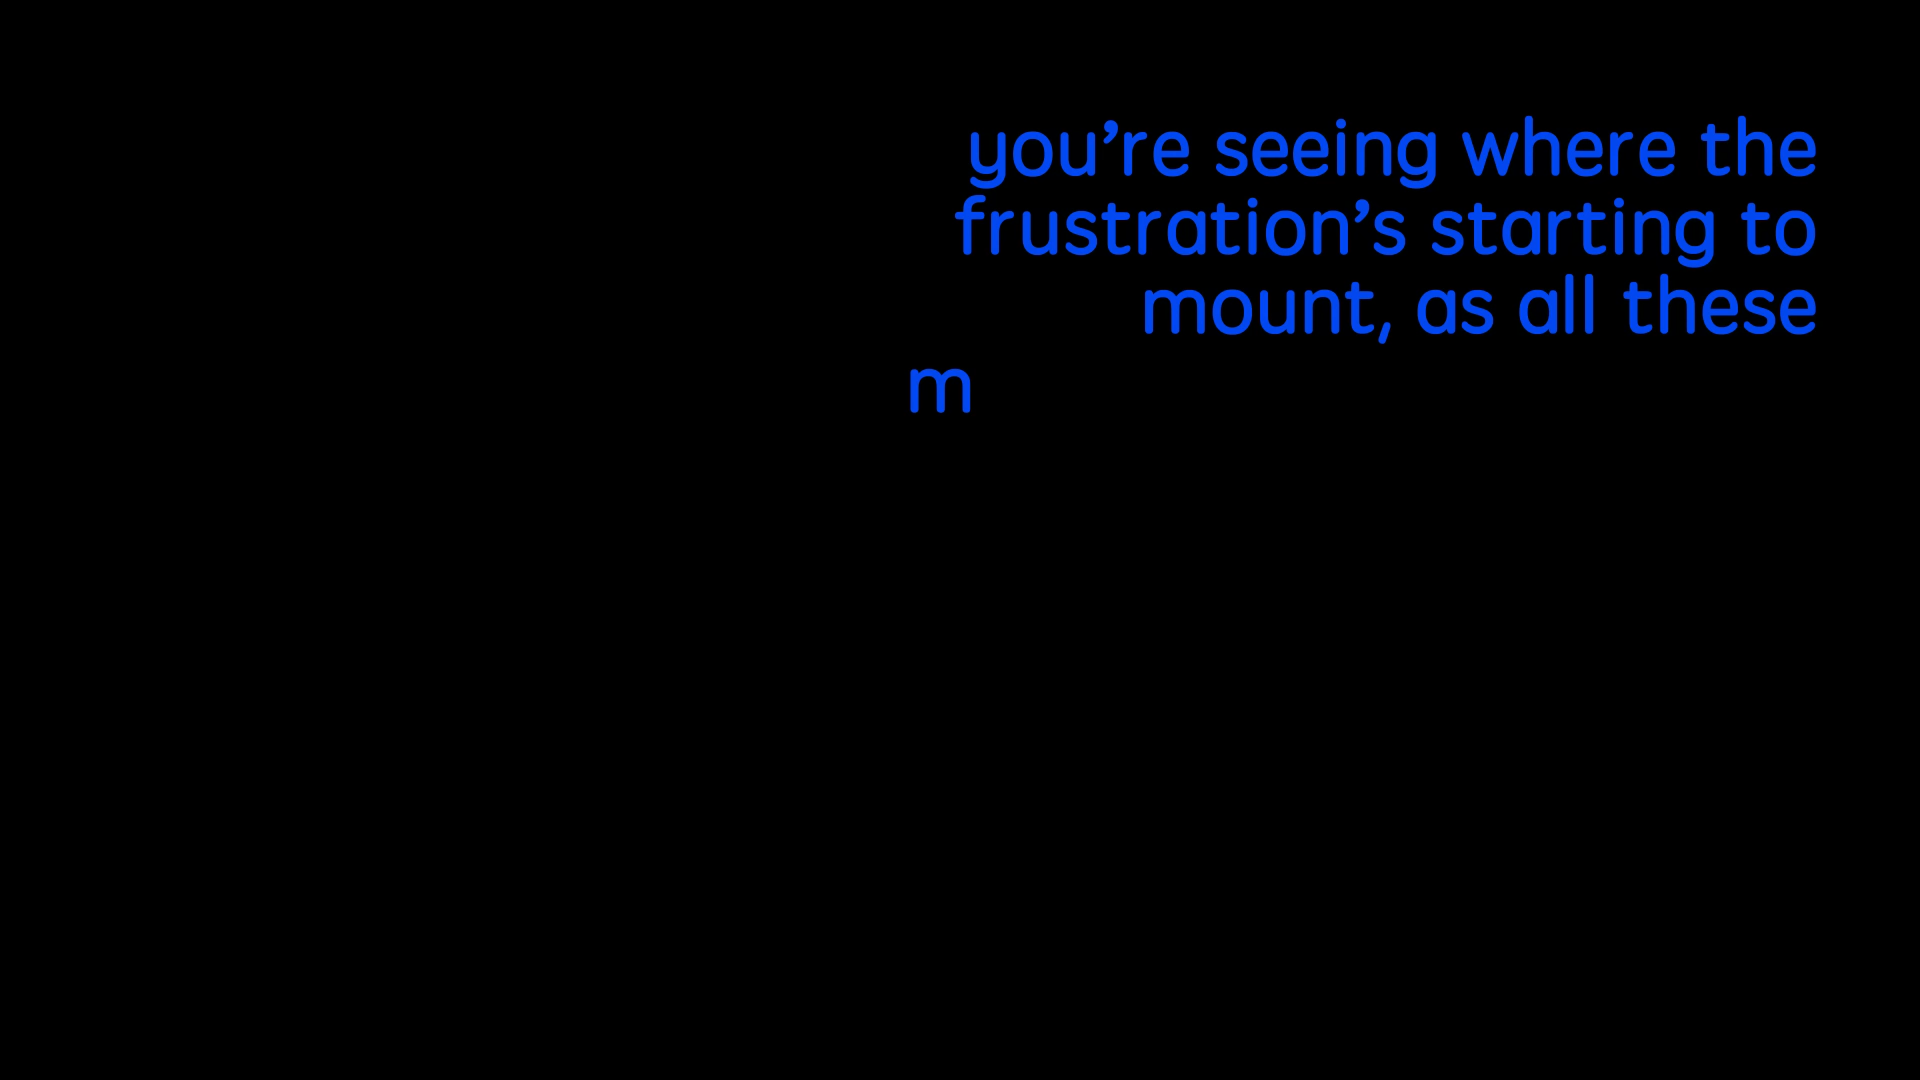 you’re seeing where the
frustration’s starting to
mount, as all these
m